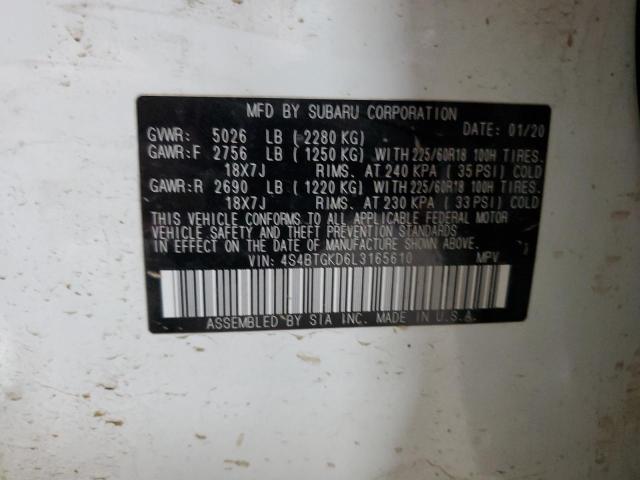 MFD BY SUBARU CORPORATION
DATE: 01/20
GVWR: 5026 LB ( 2280 KG)
GAWR:F 2756 LB ( 1250 KG) WITH 225/60R18 100H TIRES.
18X7J RIMS. AT 240 KPA ( 35 PSI) COLD
GAWR:R 2690 LB ( 1220 KG) WITH 225/60R18 100H TIRES.
18X7J RIMS. AT 230 KPA ( 33 PSI) COLD
THIS VEHICLE CONFORMS TO ALL APPLICABLE FEDERAL MOTOR
VEHICLE SAFETY AND THEFT PREVENTION STANDARDS
IN EFFECT ON THE DATE OF MANUFACTURE SHOWN ABOVE.
VIN: 4S4BTGKD6L3165610 MPV
ASSEMBLED BY SIA INC. MADE IN U.S.A.